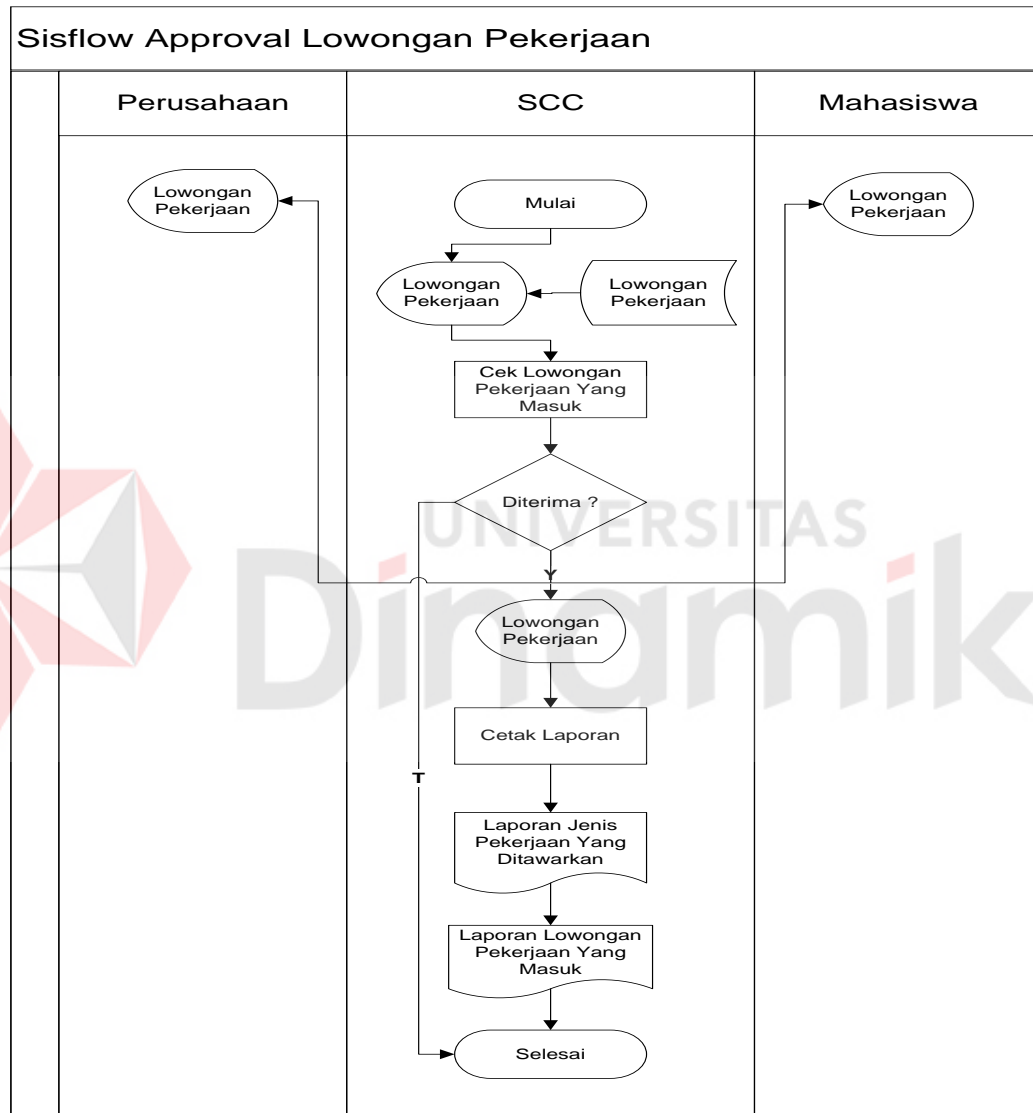 Sisflow Approval Lowongan Pekerjaan
Perusahaan
SCC
Mahasiswa
Lowongan
Pekerjaan
Mulai
Lowongan
Pekerjaan
Lowongan
Pekerjaan
Lowongan
Pekerjaan
Cek Lowongan
Pekerjaan Yang
Masuk
Diterima ?
UNIVERSITAS
Dinamika
Y
Lowongan
Pekerjaan
Cetak Laporan
T
Laporan Jenis
Pekerjaan Yang
Ditawarkan
Laporan Lowongan
Pekerjaan Yang
Masuk
Selesai